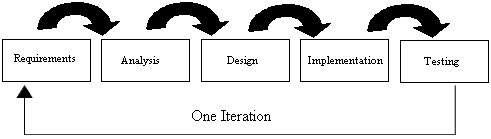 Requirements
Analysis
Design
Implementation
Testing
One Iteration